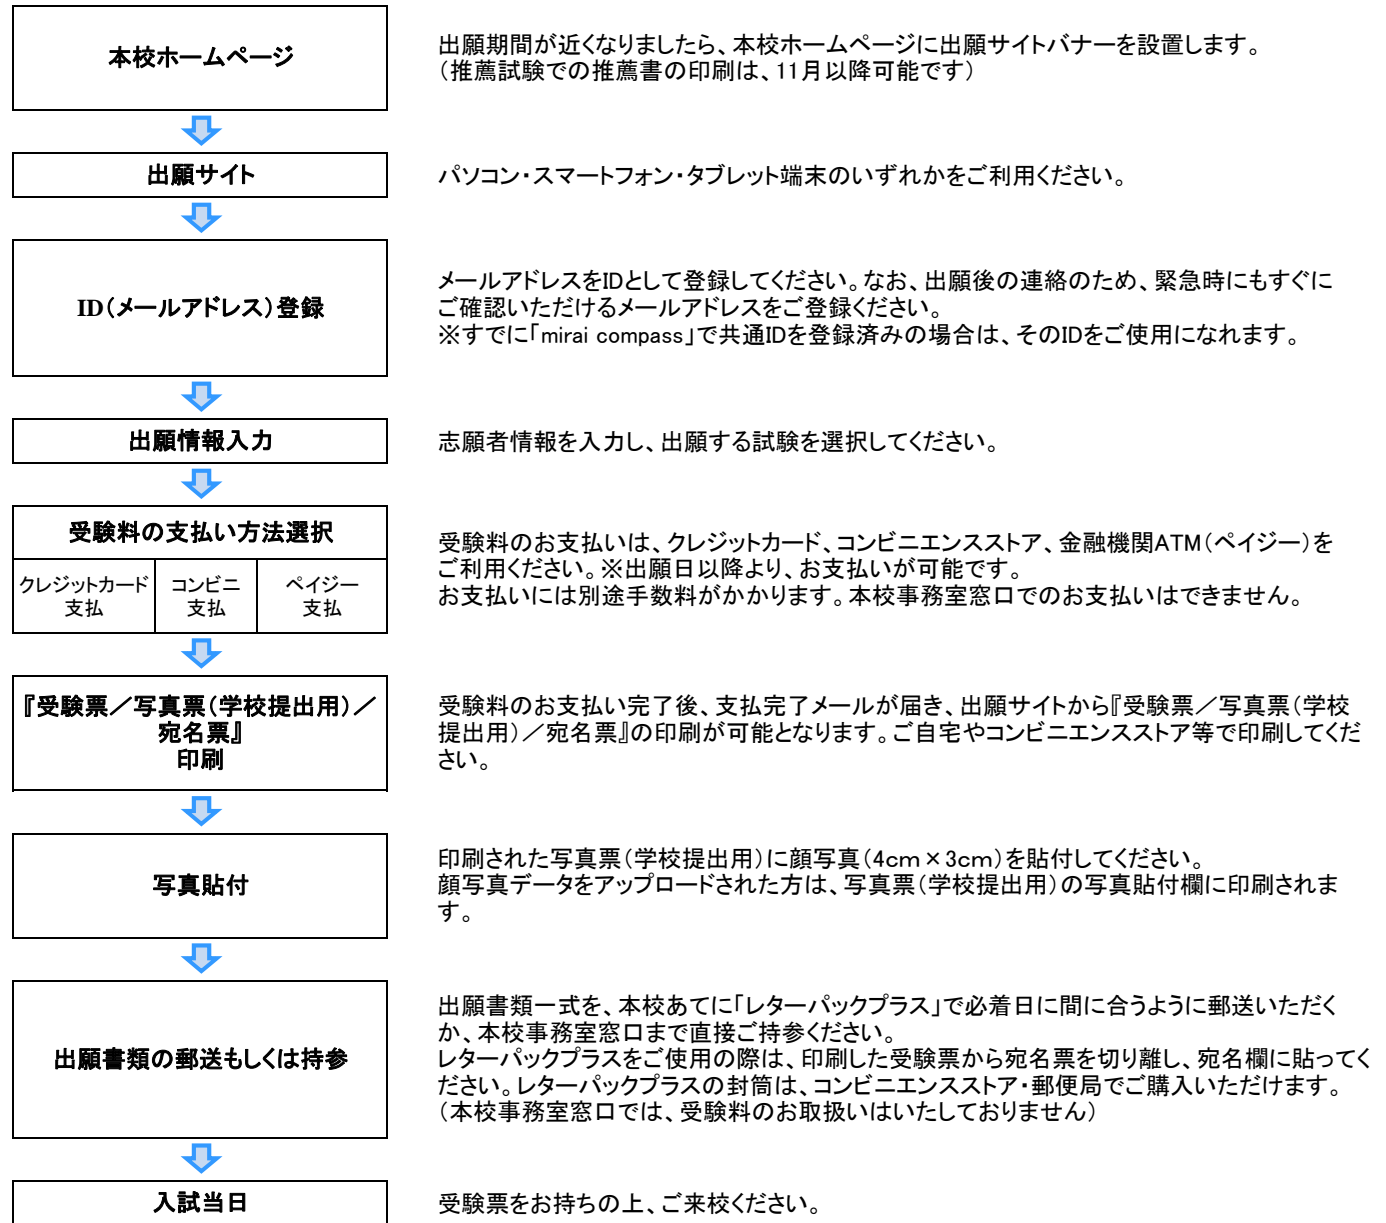 本校ホームページ
出願期間が近くなりましたら、本校ホームページに出願サイトバナーを設置します。
（推薦試験での推薦書の印刷は、11月以降可能です）
出願サイト
パソコン・スマートフォン・タブレット端末のいずれかをご利用ください。
ID（メールアドレス）登録
メールアドレスをIDとして登録してください。なお、出願後の連絡のため、緊急時にもすぐに
ご確認いただけるメールアドレスをご登録ください。
※すでに「mirai compass」で共通IDを登録済みの場合は、そのIDをご使用になれます。
出願情報入力
志願者情報を入力し、出願する試験を選択してください。
受験料の支払い方法選択
クレジットカード
支払
コンビニ
支払
ペイジー
支払
受験料のお支払いは、クレジットカード、コンビニエンスストア、金融機関ATM（ペイジー）を
ご利用ください。※出願日以降より、お支払いが可能です。
お支払いには別途手数料がかかります。本校事務室窓口でのお支払いはできません。
『受験票／写真票（学校提出用）／
宛名票』
印刷
受験料のお支払い完了後、支払完了メールが届き、出願サイトから『受験票／写真票（学校
提出用）／宛名票』の印刷が可能となります。ご自宅やコンビニエンスストア等で印刷してくだ
さい。
写真貼付
印刷された写真票（学校提出用）に顔写真（4cm×3cm）を貼付してください。
顔写真データをアップロードされた方は、写真票（学校提出用）の写真貼付欄に印刷されま
す。
出願書類の郵送もしくは持参
出願書類一式を、本校あてに「レターパックプラス」で必着日に間に合うように郵送いただく
か、本校事務室窓口まで直接ご持参ください。
レターパックプラスをご使用の際は、印刷した受験票から宛名票を切り離し、宛名欄に貼ってく
ださい。レターパックプラスの封筒は、コンビニエンスストア・郵便局でご購入いただけます。
（本校事務室窓口では、受験料のお取扱いはいたしておりません）
入試当日
受験票をお持ちの上、ご来校ください。